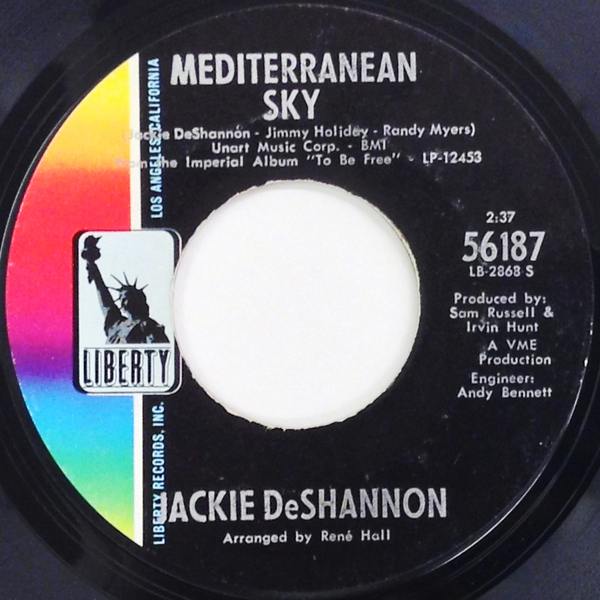 MEDITERRANEAN
SKY
(Jackie DeShannon - Jimmy Holiday - Randy Myers)
Unart Music Corp. - BMI
From the Imperial Album "To Be Free" - LP-12453
2:37
56187
LB-2868 S
Produced by:
Sam Russell &
Irvin Hunt
A VME
Production
Engineer:
Andy Bennett
LIBERTY
LIBERTY RECORDS, INC.
LOS ANGELES, CALIFORNIA
JACKIE DeSHANNON
Arranged by René Hall